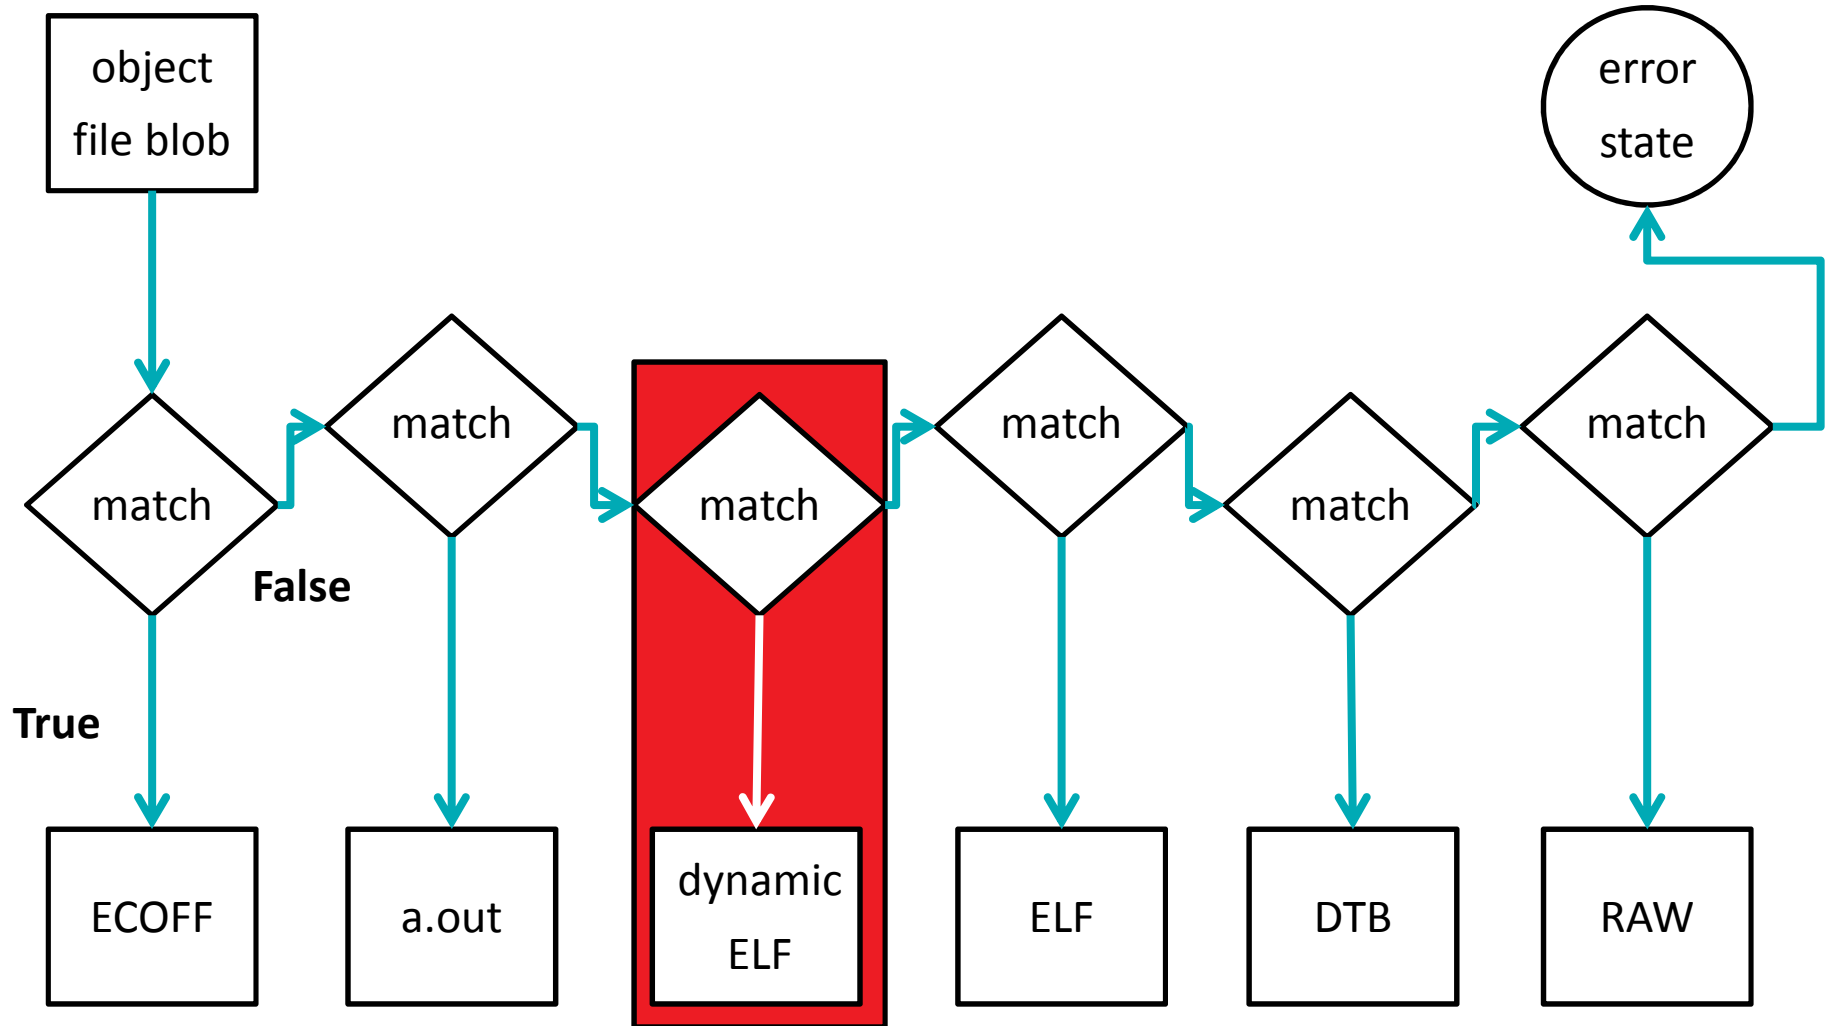 object
file blob
error
state
match
match
match
match
match
match
False
True
ECOFF
a.out
dynamic
ELF
ELF
DTB
RAW